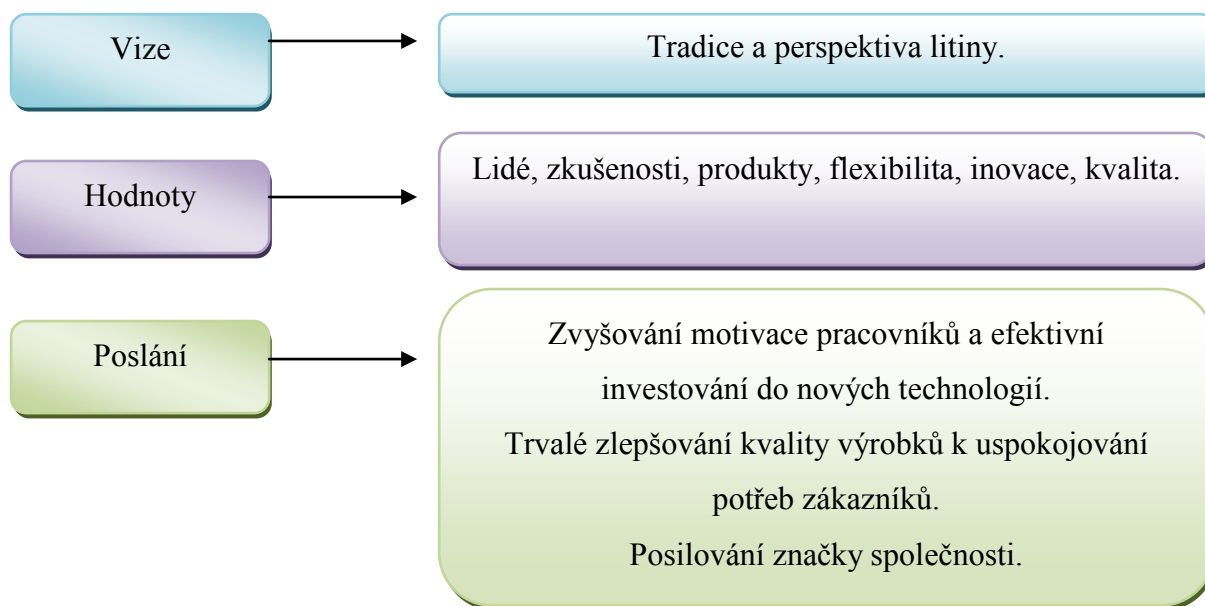 Vize
Tradice a perspektiva litiny.
Hodnoty
Lidé, zkušenosti, produkty, flexibilita, inovace, kvalita.
Poslání
Zvyšování motivace pracovníků a efektivní
investování do nových technologií.
Trvalé zlepšování kvality výrobků k uspokojování
potřeb zákazníků.
Posilování značky společnosti.